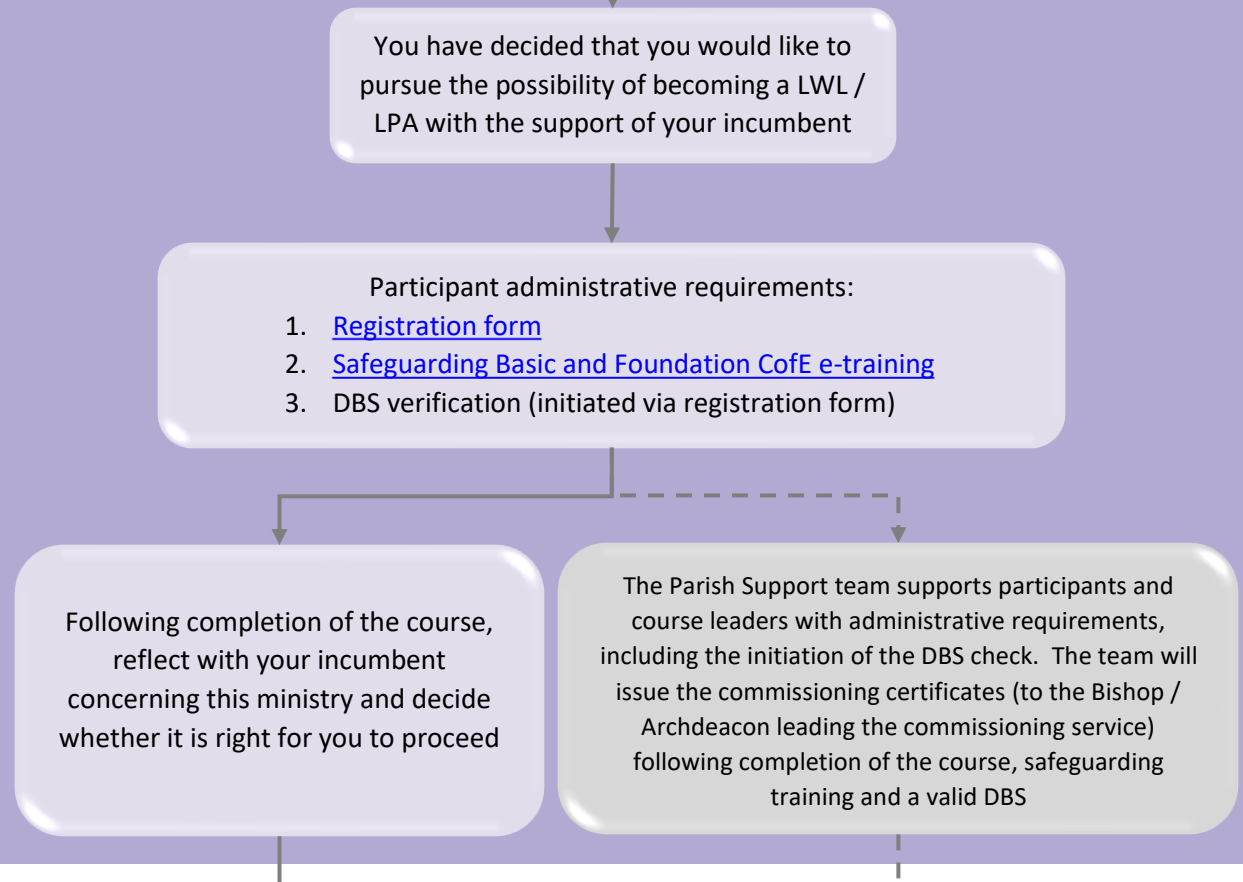 You have decided that you would like to
pursue the possibility of becoming a LWL /
LPA with the support of your incumbent
Participant administrative requirements:
1. Registration form
2. Safeguarding Basic and Foundation CofE e-training
3. DBS verification (initiated via registration form)
Following completion of the course,
reflect with your incumbent
concerning this ministry and decide
whether it is right for you to proceed
The Parish Support team supports participants and
course leaders with administrative requirements,
including the initiation of the DBS check.  The team will
issue the commissioning certificates (to the Bishop /
Archdeacon leading the commissioning service)
following completion of the course, safeguarding
training and a valid DBS